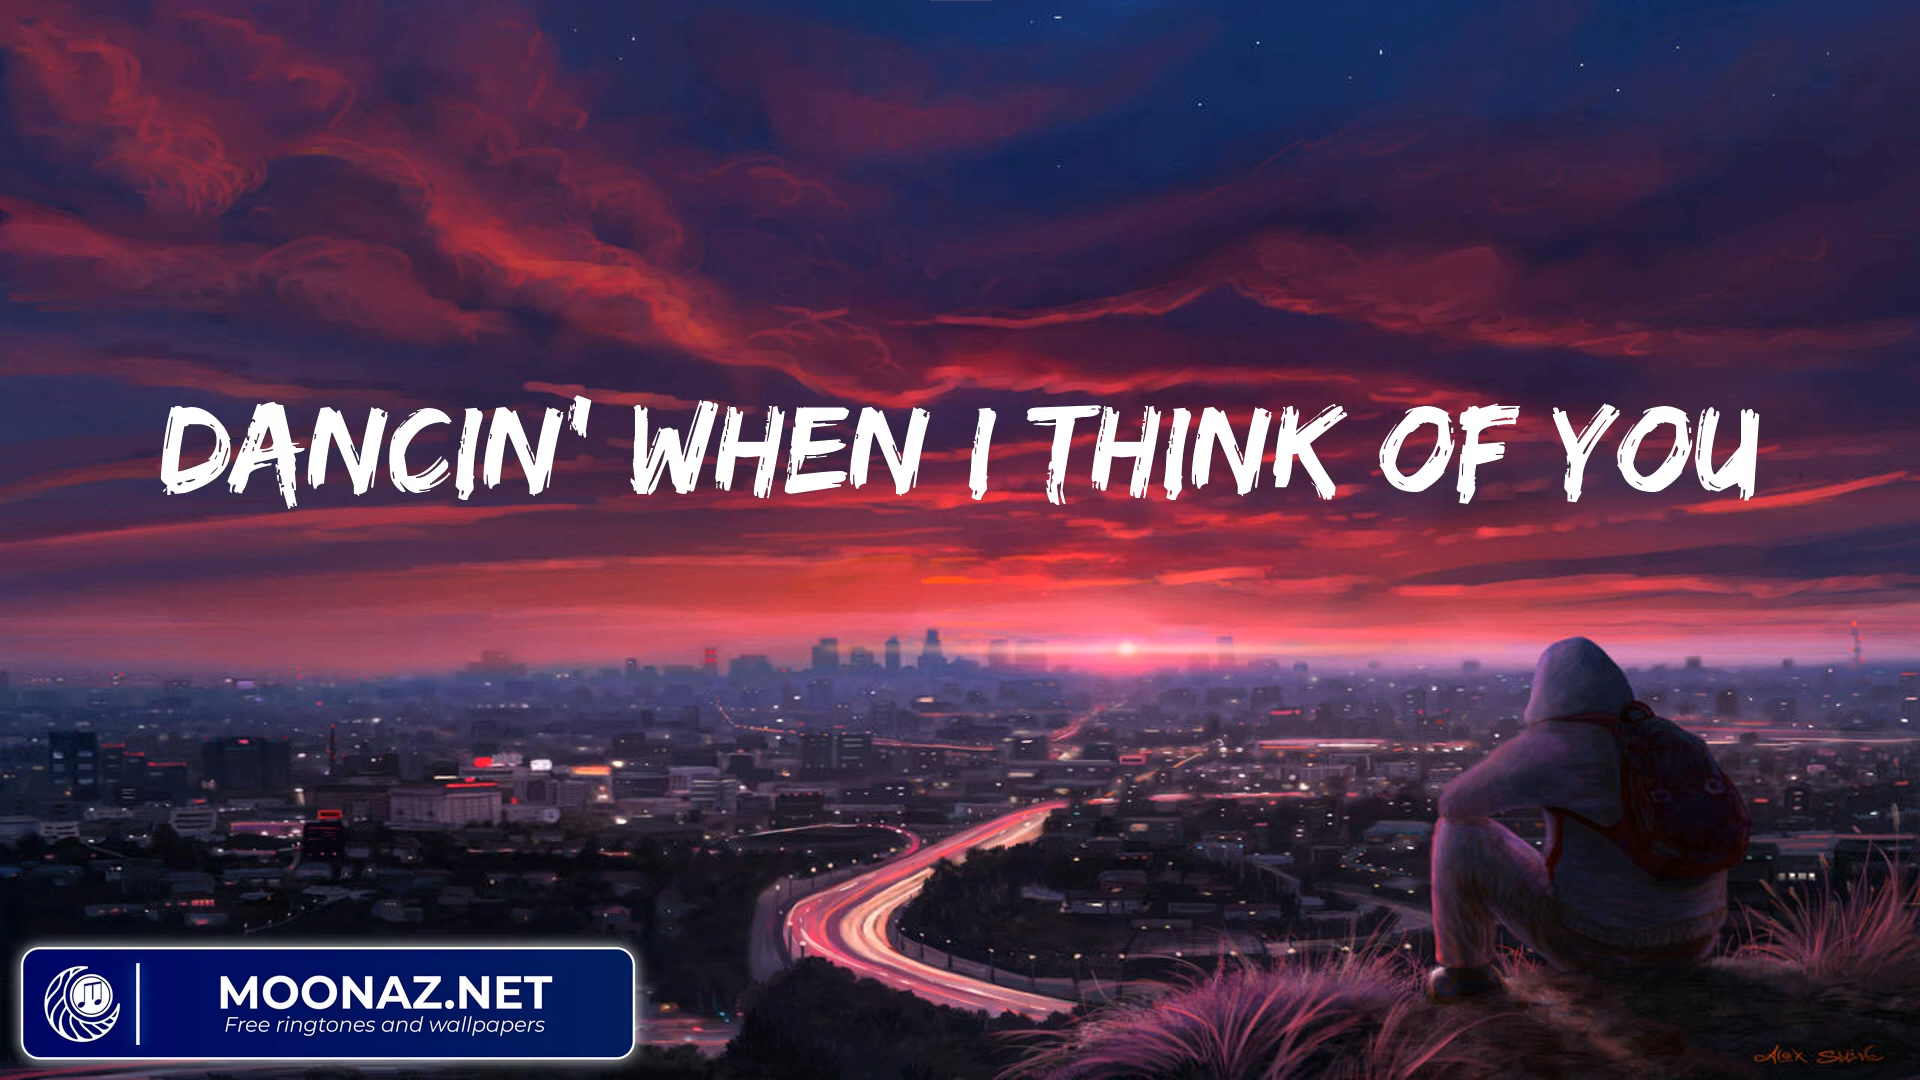 DANCIN' WHEN I THINK OF YOU
MOONAZ.NET
Free ringtones and wallpapers